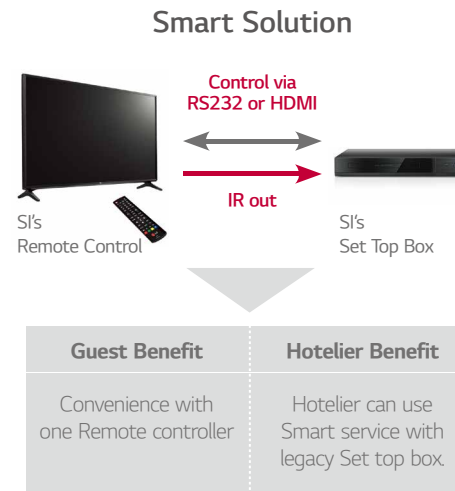 Smart Solution
Control via
RS232 or HDMI
IR out
SI's
Remote Control
SI's
Set Top Box
Guest Benefit
Hotelier Benefit
Convenience with
one Remote controller
Hotelier can use
Smart service with
legacy Set top box.